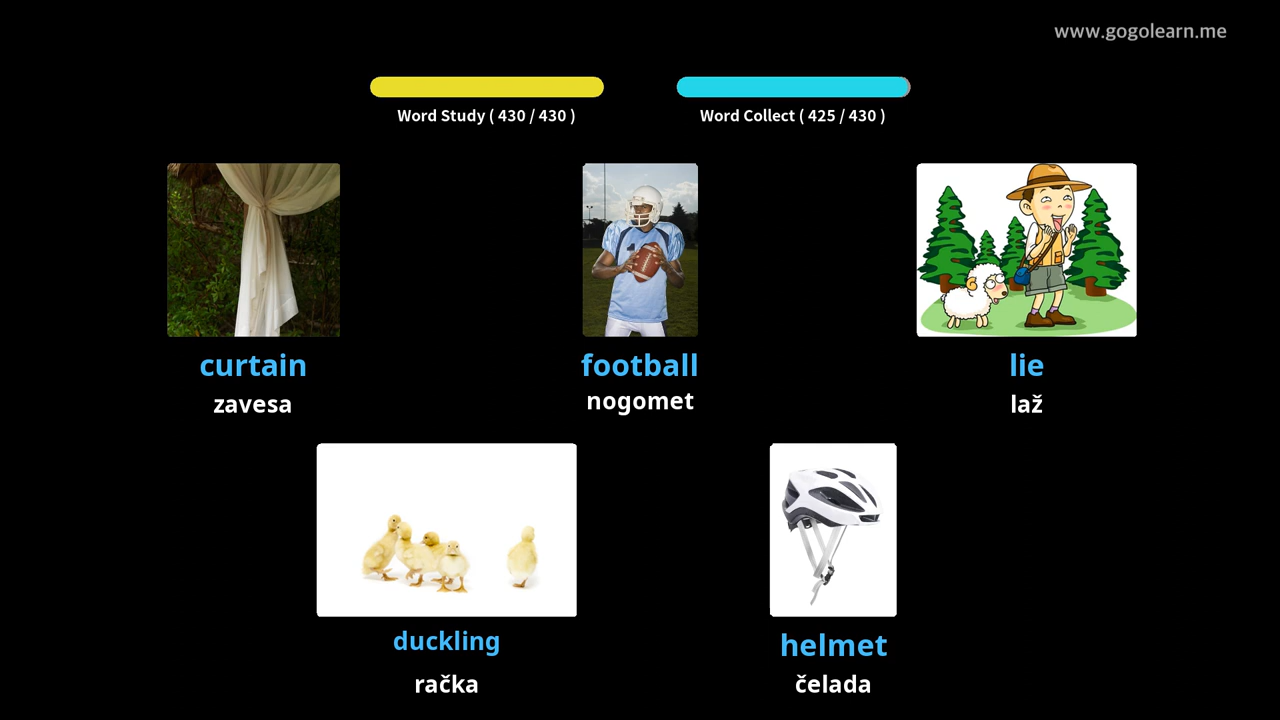 www.gogolearn.me
Word Study ( 430 / 430 )
Word Collect ( 425 / 430 )
curtain
zavesa
football
nogomet
lie
laž
duckling
račka
helmet
čelada